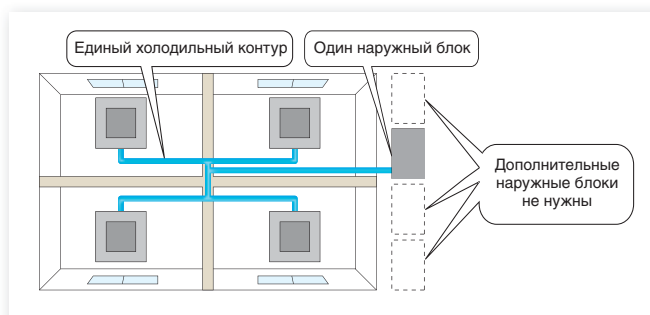 Единый холодильный контур
Один наружный блок
Дополнительные
наружные блоки
не нужны